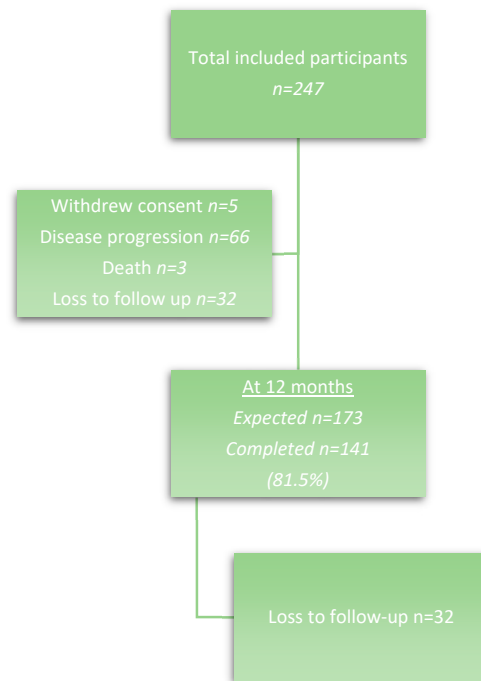 Total included participants
n=247
Withdrew consent n=5
Disease progression n=66
Death n=3
Loss to follow up n=32
At 12 months
Expected n=173
Completed n=141
(81.5%)
Loss to follow-up n=32